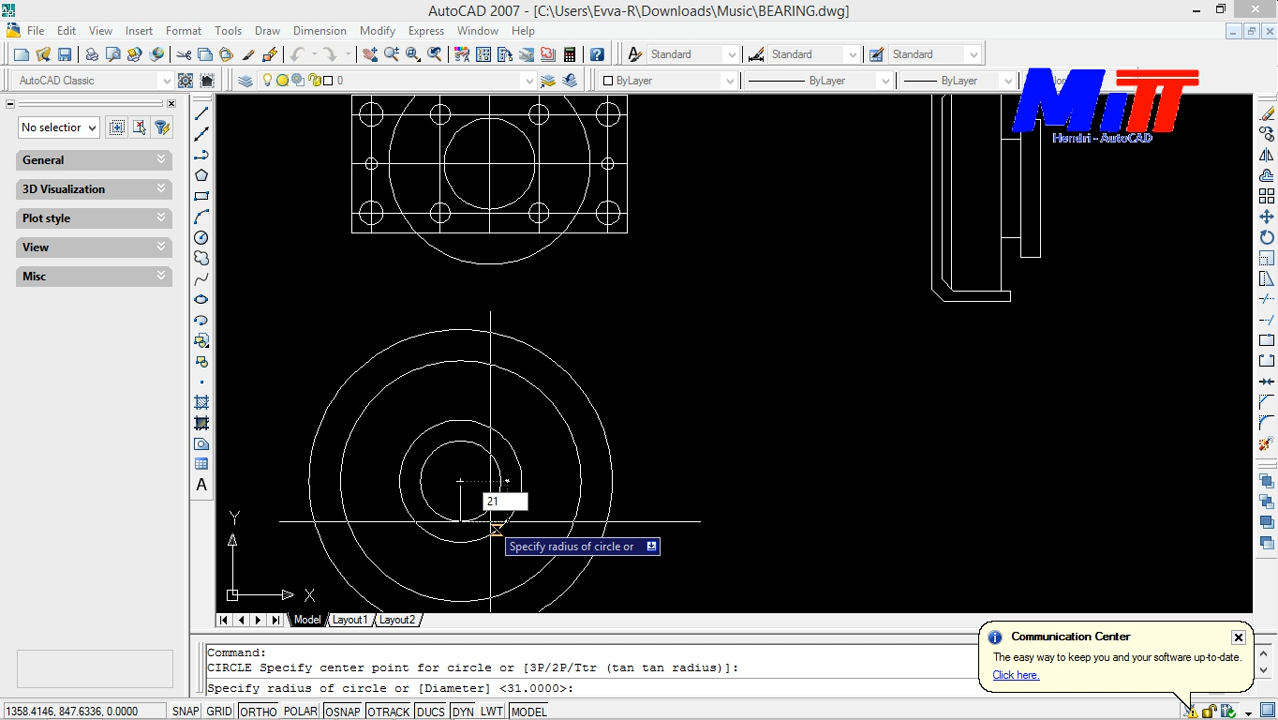 AutoCAD 2007 - [C:\Users\Evva-R\Downloads\Music\BEARING.dwg]
File Edit View Insert Format Tools Draw Dimension Modify Express Window Help
Standard Standard Standard
AutoCAD Classic 0 ByLayer ByLayer ByLayer
MiTT
Hendri - AutoCAD
No selection
General
3D Visualization
Plot style
View
Misc
A
21
Specify radius of circle or
Y
X
Model Layout1 Layout2
Command:
CIRCLE Specify center point for circle or [3P/2P/Ttr (tan tan radius)]:
Specify radius of circle or [Diameter] <31.0000>:
Communication Center
The easy way to keep you and your software up-to-date.
Click here.
1358.4146, 847.6336, 0.0000 SNAP GRID ORTHO POLAR OSNAP OTRACK DUCS DYN LWT MODEL